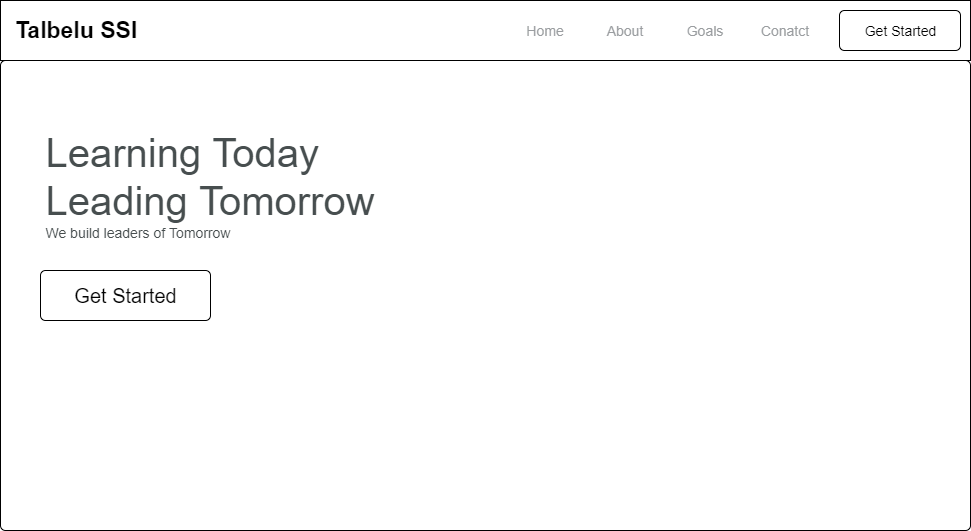 Talbelu SSI
Home About Goals Conatct Get Started
Learning Today
Leading Tomorrow
We build leaders of Tomorrow
Get Started